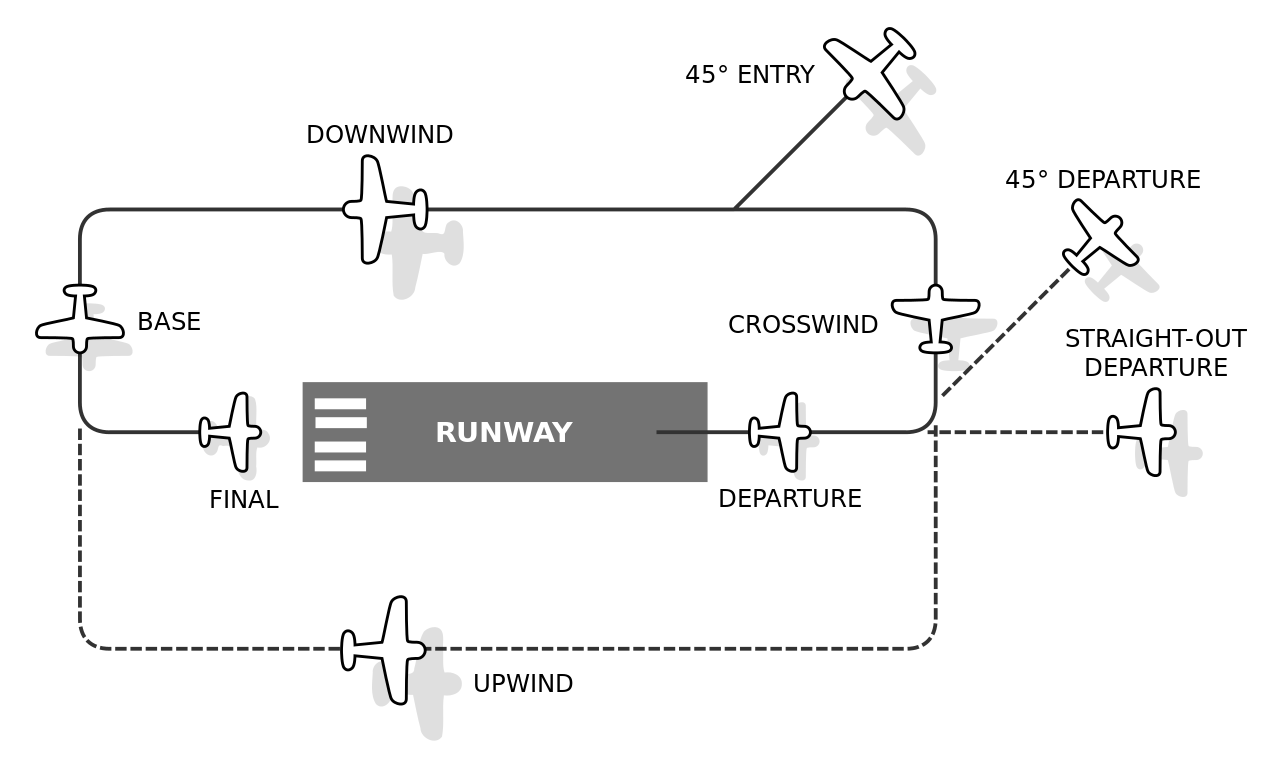 45° ENTRY
DOWNWIND
45° DEPARTURE
BASE
CROSSWIND
STRAIGHT-OUT
DEPARTURE
RUNWAY
FINAL
DEPARTURE
UPWIND